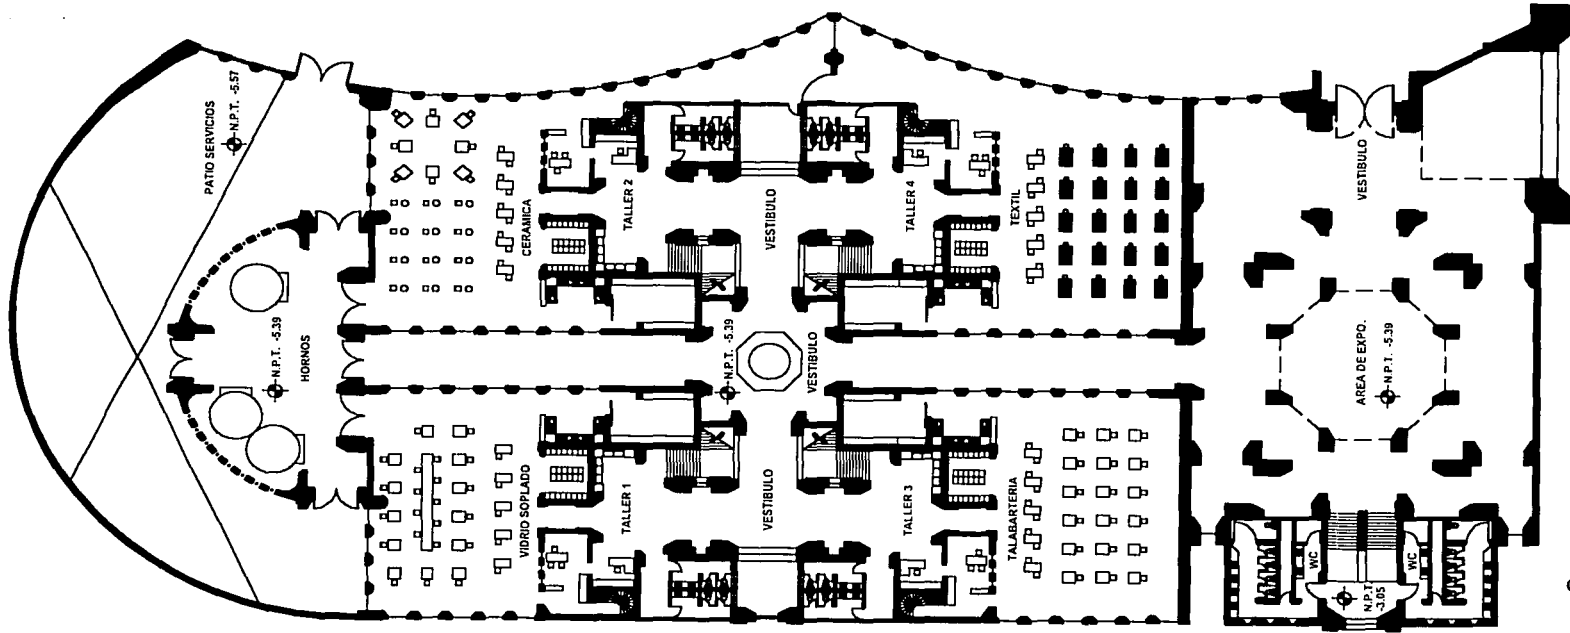 PATIO SERVICIOS
N.P.T. -5.57
N.P.T. -5.39
HORNOS
CERAMICA
TALLER 2
VESTIBULO
TALLER 4
TEXTIL
VESTIBULO
N.P.T. -5.39
VESTIBULO
AREA DE EXPO.
N.P.T. -5.39
VIDRIO SOPLADO
TALLER 1
VESTIBULO
TALLER 3
TALABARTERIA
WC
WC
N.P.T.
-3.05